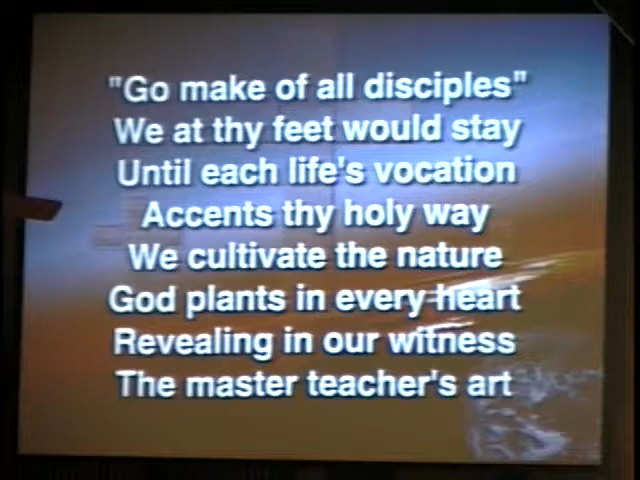 "Go make of all disciples"
We at thy feet would stay
Until each life's vocation
Accents thy holy way
We cultivate the nature
God plants in every heart
Revealing in our witness
The master teacher's art